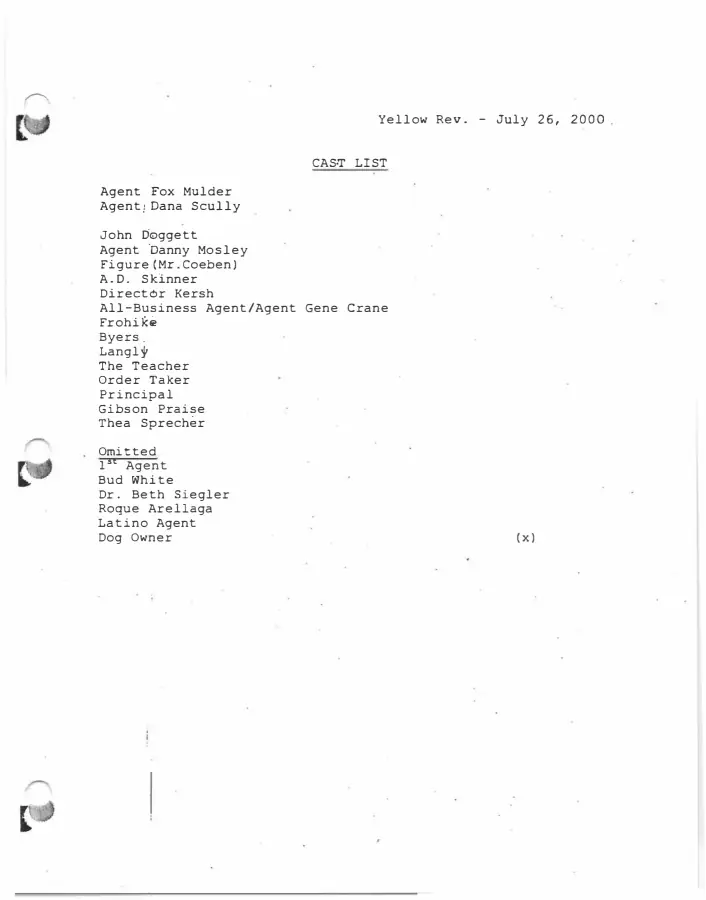 Yellow Rev. - July 26, 2000
CAST LIST
Agent Fox Mulder
Agent Dana Scully
John Doggett
Agent Danny Mosley
Figure(Mr.Coeben)
A.D. Skinner
Director Kersh
All-Business Agent/Agent Gene Crane
Frohike
Byers
Langly
The Teacher
Order Taker
Principal
Gibson Praise
Thea Sprecher
Omitted
1st Agent
Bud White
Dr. Beth Siegler
Roque Arellaga
Latino Agent
Dog Owner (x)